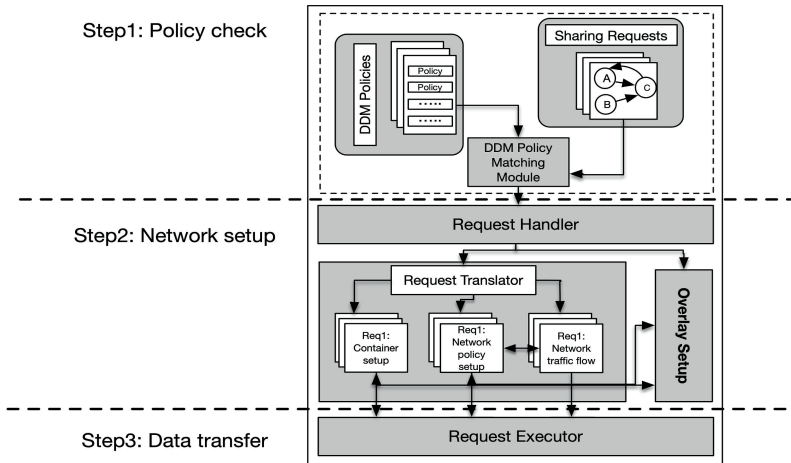 Step1: Policy check
DDM Policies
Policy
Policy
.....
.....
Sharing Requests
A
B
C
DDM Policy
Matching
Module
Step2: Network setup
Request Handler
Request Translator
Req1:
Container
setup
Req1:
Network
policy
setup
Req1:
Network
traffic flow
Overlay Setup
Step3: Data transfer
Request Executor